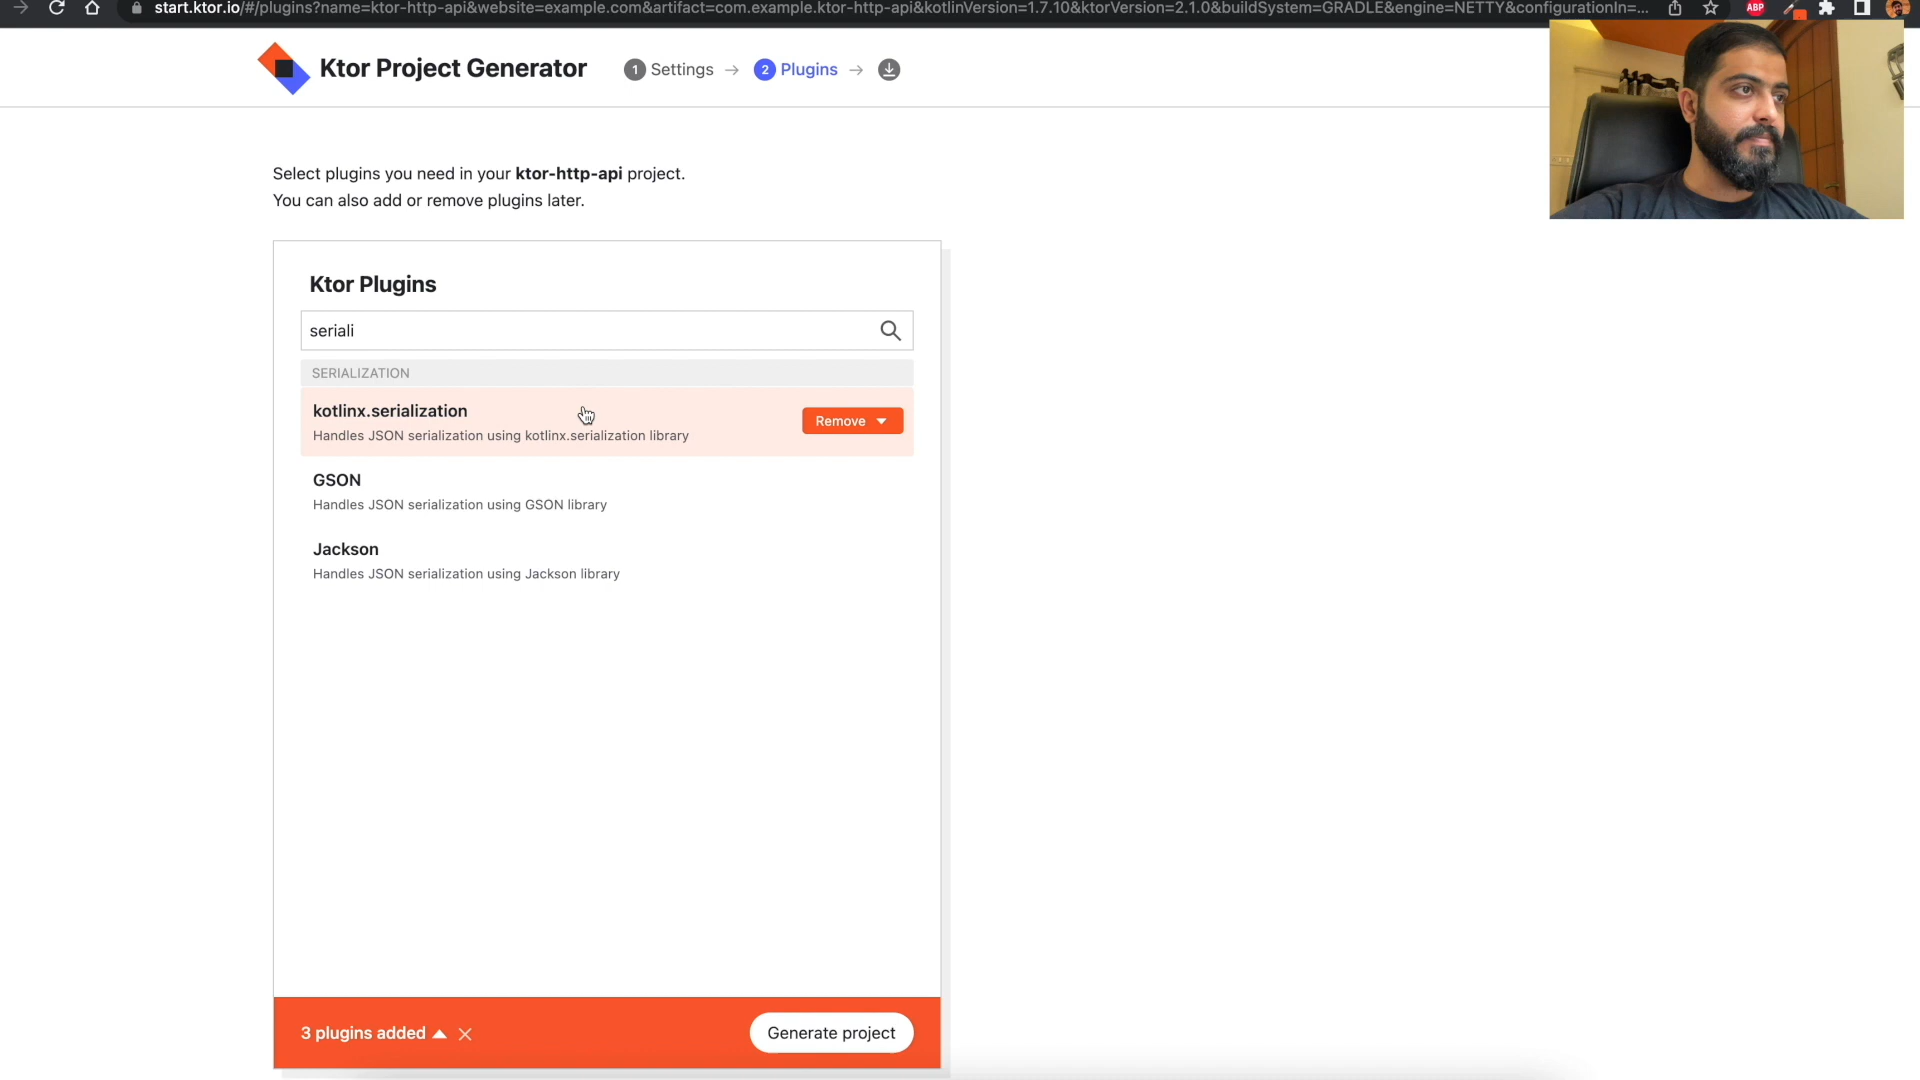 start.ktor.io/#/plugins?name=ktor-http-api&website=example.com&artifact=com.example.ktor-http-api&kotlinVersion=1.7.10&ktorVersion=2.1.0&buildSystem=GRADLE&engine=NETTY&configurationIn=...
ABP
Ktor Project Generator
1 Settings → 2 Plugins →
Select plugins you need in your ktor-http-api project.
You can also add or remove plugins later.
Ktor Plugins
seriali
SERIALIZATION
kotlinx.serialization
Handles JSON serialization using kotlinx.serialization library
Remove
GSON
Handles JSON serialization using GSON library
Jackson
Handles JSON serialization using Jackson library
3 plugins added
Generate project